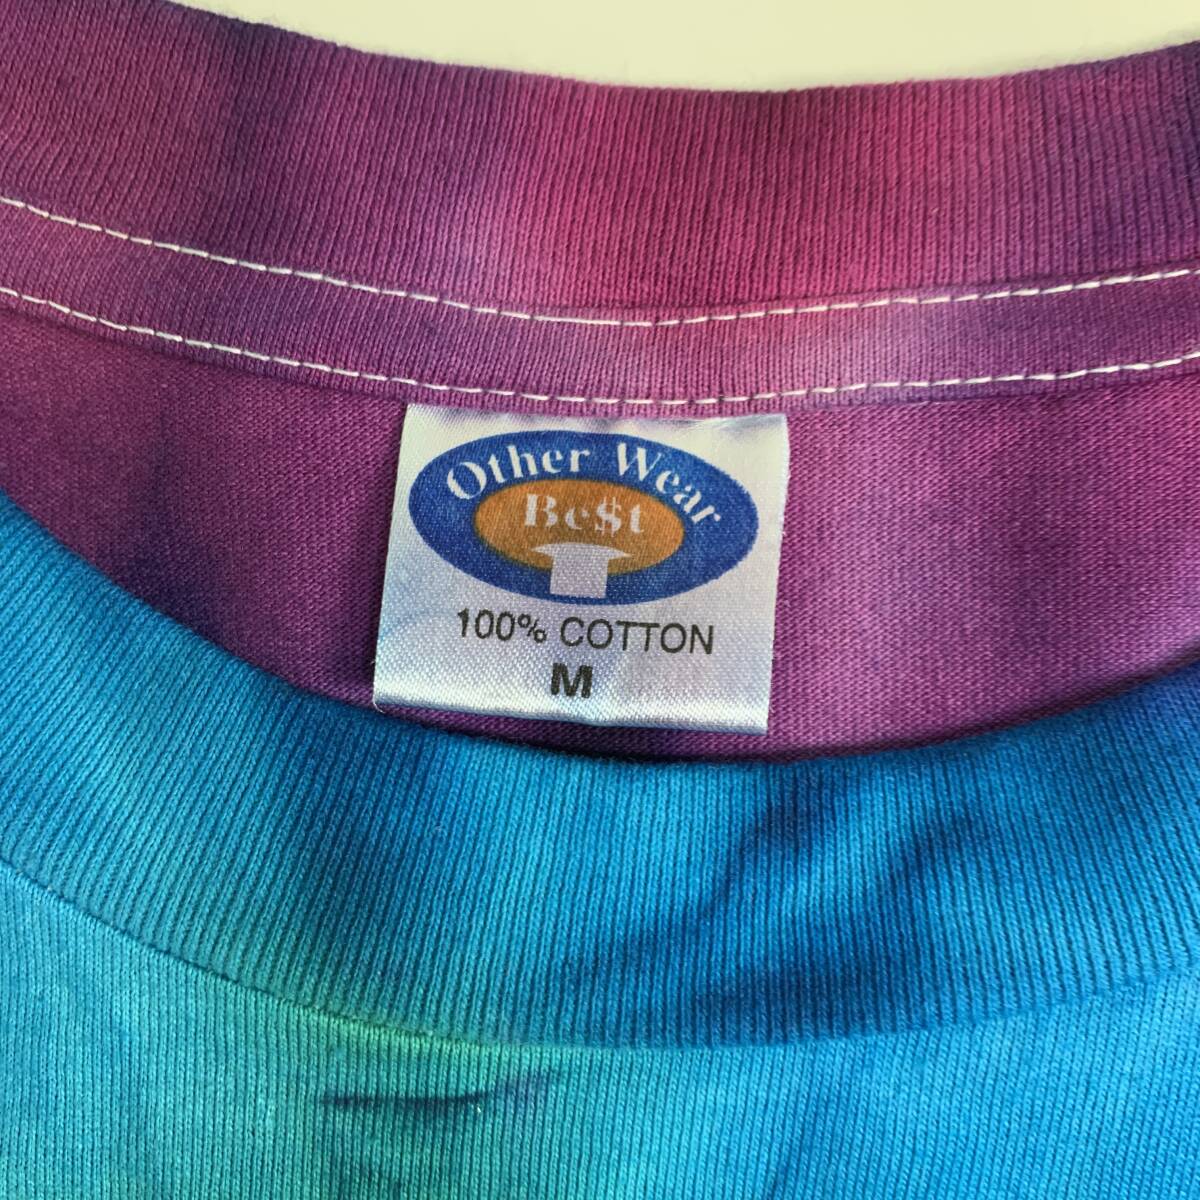 Other Wear
Be$t
100% COTTON
M